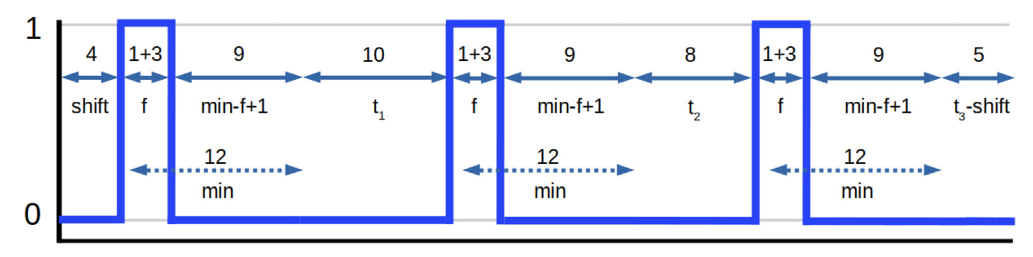 1
4 1+3 9 10 1+3 9 8 1+3 9 5
shift f min-f+1 t₁ f min-f+1 t₂ f min-f+1 t₃-shift
12 12 12
min min min
0